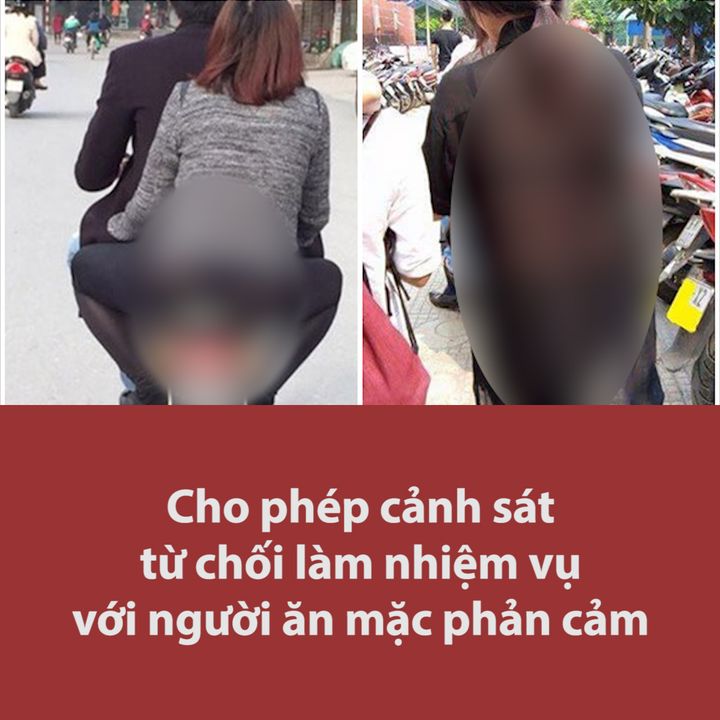 Cho phép cảnh sát
từ chối làm nhiệm vụ
với người ăn mặc phản cảm